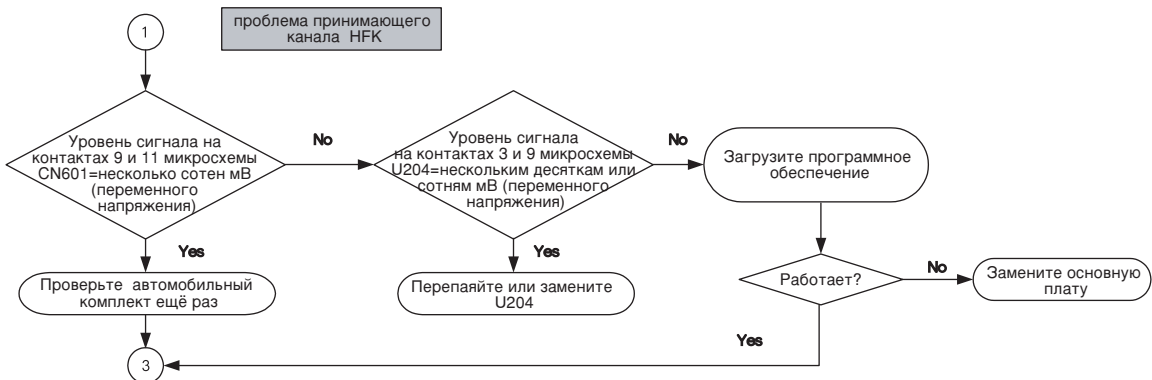 1
проблема принимающего
канала HFK
Уровень сигнала на
контактах 9 и 11 микросхемы
CN601=несколько сотен мВ
(переменного
напряжения)
No
Уровень сигнала
на контактах 3 и 9 микросхемы
U204=нескольким десяткам или
сотням мВ (переменного
напряжения)
No
Загрузите программное
обеспечение
Yes
Yes
Проверьте автомобильный
комплект ещё раз
Перепаяйте или замените
U204
Работает?
No
Замените основную
плату
Yes
3